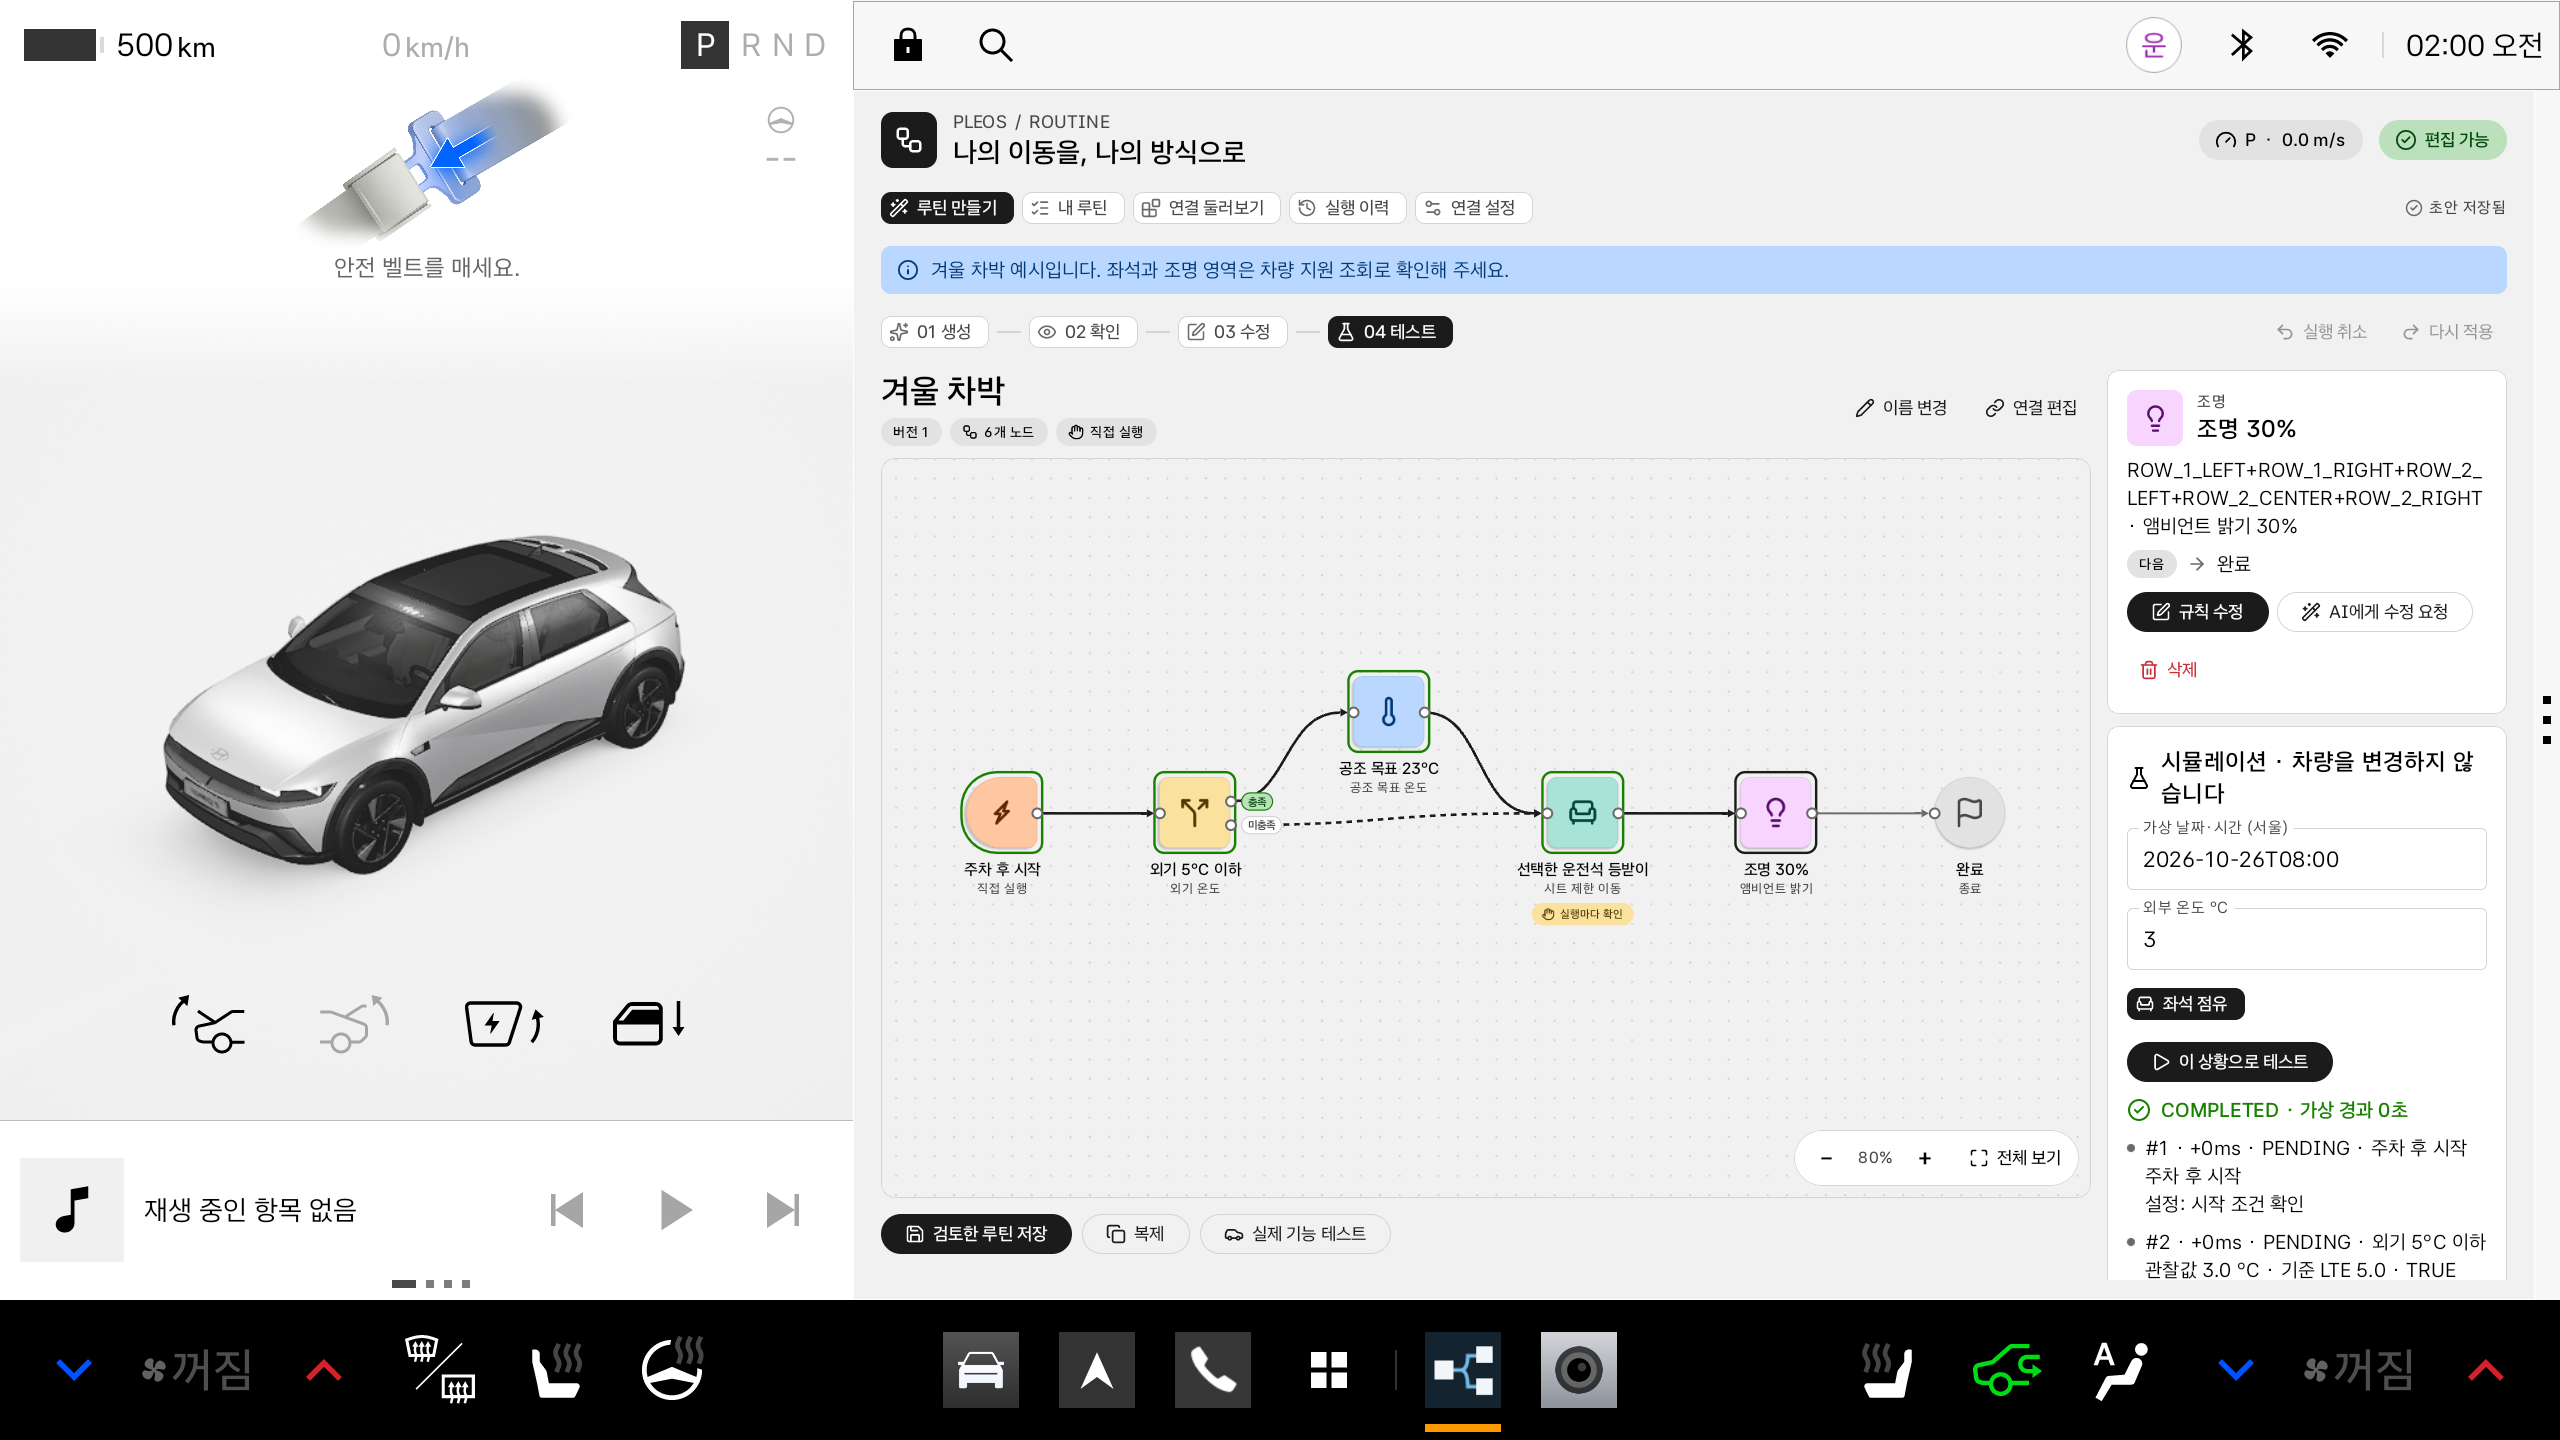 500 km
0 km/h
P R N D
안전 벨트를 매세요.
재생 중인 항목 없음
운
02:00 오전
PLEOS / ROUTINE
나의 이동을, 나의 방식으로
P · 0.0 m/s
편집 가능
루틴 만들기
내 루틴
연결 둘러보기
실행 이력
연결 설정
초안 저장됨
겨울 차박 예시입니다. 좌석과 조명 영역은 차량 지원 조회로 확인해 주세요.
01 생성
02 확인
03 수정
04 테스트
실행 취소
다시 적용
겨울 차박
버전 1
6개 노드
직접 실행
이름 변경
연결 편집
충족
미충족
공조 목표 23°C
공조 목표 온도
주차 후 시작
직접 실행
외기 5°C 이하
외기 온도
선택한 운전석 등받이
시트 제한 이동
실행마다 확인
조명 30%
앰비언트 밝기
완료
종료
80%
전체 보기
검토한 루틴 저장
복제
실제 기능 테스트
조명
조명 30%
ROW_1_LEFT+ROW_1_RIGHT+ROW_2_
LEFT+ROW_2_CENTER+ROW_2_RIGHT
· 앰비언트 밝기 30%
다음 → 완료
규칙 수정
AI에게 수정 요청
삭제
시뮬레이션 · 차량을 변경하지 않
습니다
가상 날짜·시간 (서울)
2026-10-26T08:00
외부 온도 °C
3
좌석 점유
이 상황으로 테스트
COMPLETED · 가상 경과 0초
#1 · +0ms · PENDING · 주차 후 시작
주차 후 시작
설정: 시작 조건 확인
#2 · +0ms · PENDING · 외기 5°C 이하
관찰값 3.0 °C · 기준 LTE 5.0 · TRUE
꺼짐
A
꺼짐